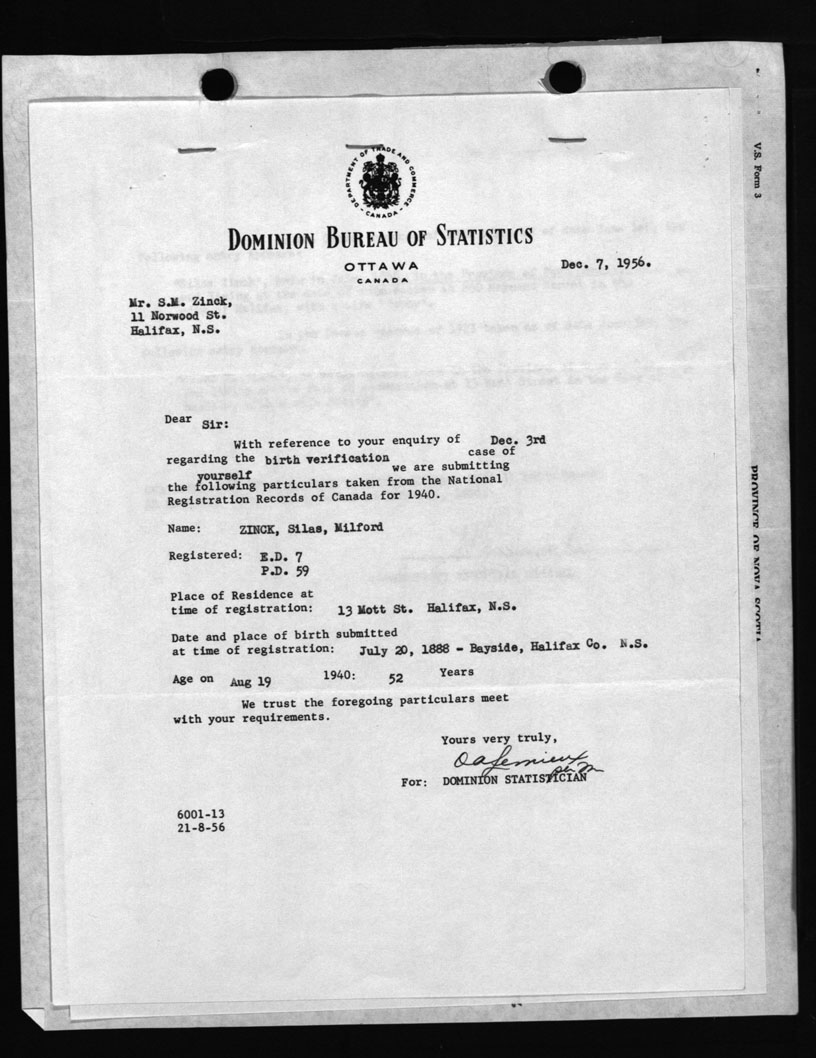 V.S. Form 3
DEPARTMENT OF TRADE AND COMMERCE
- CANADA -
DOMINION BUREAU OF STATISTICS
OTTAWA
CANADA
Dec. 7, 1956.
Mr. S.M. Zinck,
11 Norwood St.
Halifax, N.S.
Dear Sir:
With reference to your enquiry of Dec. 3rd
regarding the birth verification case of
yourself we are submitting
the following particulars taken from the National
Registration Records of Canada for 1940.
Name: ZINCK, Silas, Milford
Registered: E.D. 7
P.D. 59
Place of Residence at
time of registration: 13 Mott St. Halifax, N.S.
Date and place of birth submitted
at time of registration: July 20, 1888 - Bayside, Halifax Co. N.S.
Age on Aug 19 1940: 52 Years
We trust the foregoing particulars meet
with your requirements.
Yours very truly,
OaLemieux
For: DOMINION STATISTICIAN
6001-13
21-8-56
PROVINCE OF NOVA SCOTIA